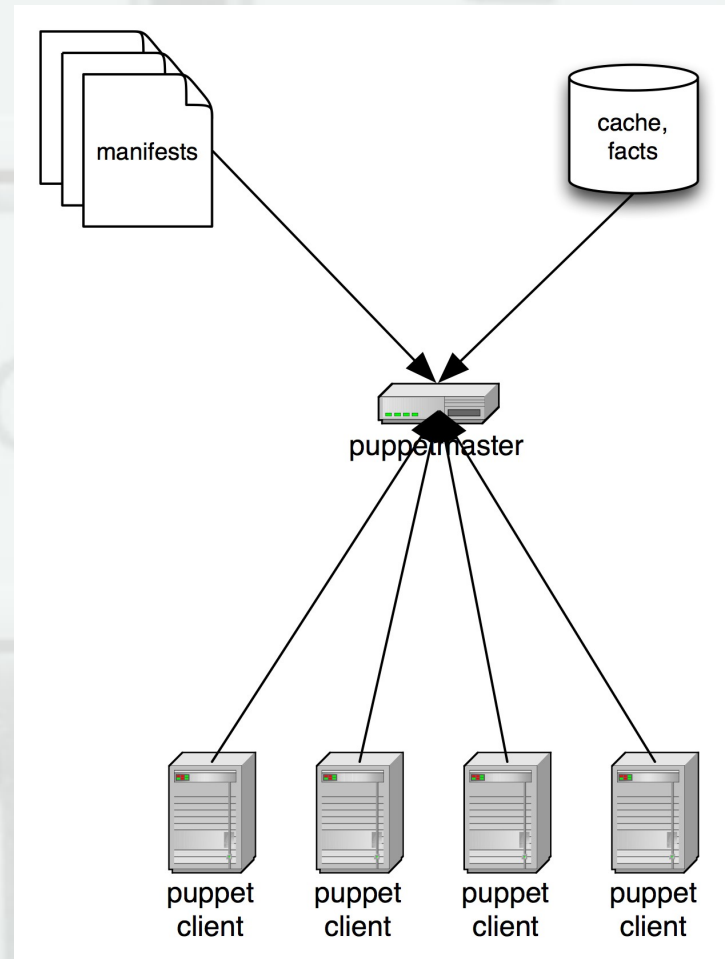 manifests
cache,
facts
puppetmaster
puppet
client
puppet
client
puppet
client
puppet
client